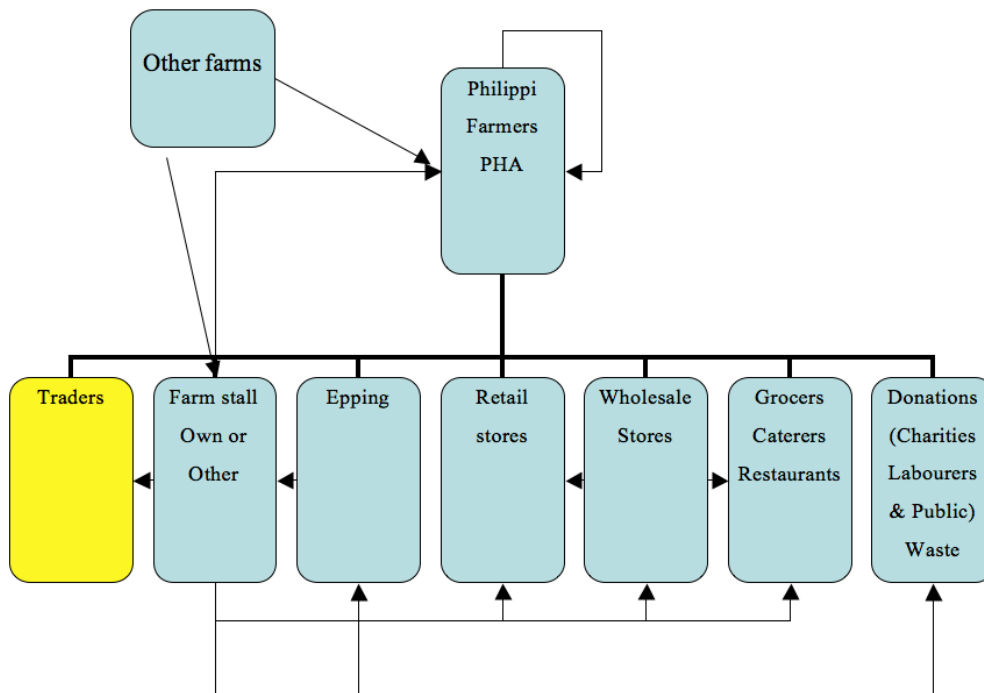 Other farms
Philippi
Farmers
PHA
Traders
Farm stall
Own or
Other
Epping
Retail
stores
Wholesale
Stores
Grocers
Caterers
Restaurants
Donations
(Charities
Labourers
& Public)
Waste